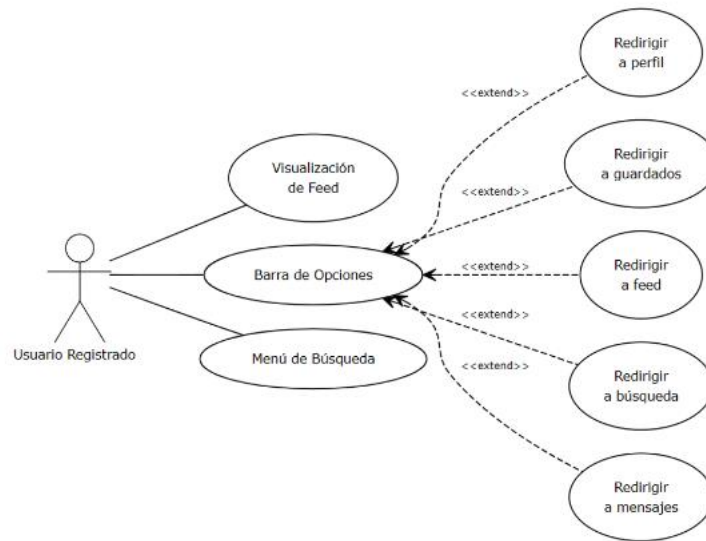 Redirigir
a perfil
<<extend>>
Visualización
de Feed
Redirigir
a guardados
<<extend>>
Barra de Opciones
<<extend>>
Redirigir
a feed
Usuario Registrado
Menú de Búsqueda
<<extend>>
Redirigir
a búsqueda
<<extend>>
Redirigir
a mensajes